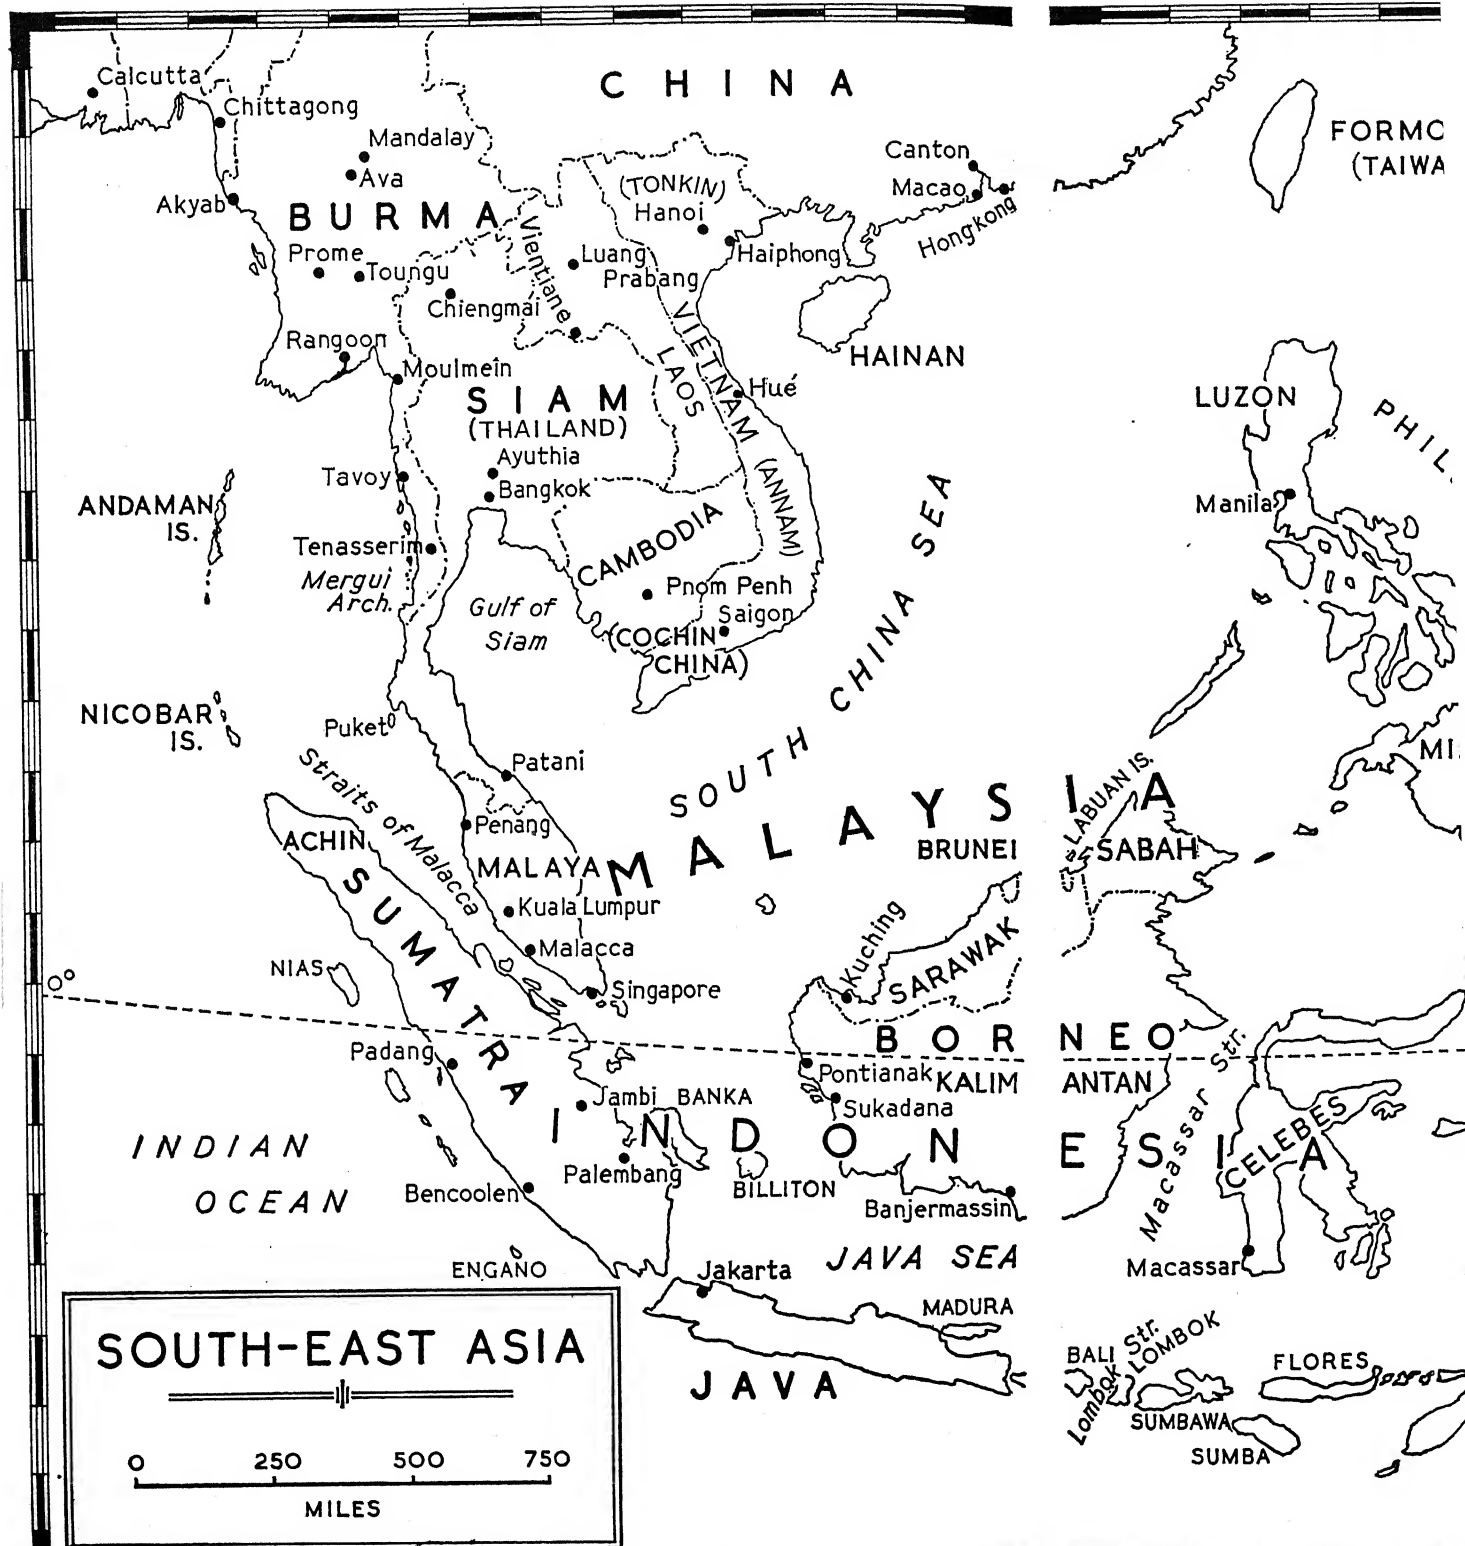 CHINA
Calcutta
Chittagong
Mandalay
Ava
Akyab
BURMA
Prome
Toungu
Chiengmai
Rangoon
Moulmein
Vientiane
Luang
Prabang
(TONKIN)
Hanoi
Haiphong
Canton
Macao
Hongkong
FORMO
(TAIWA
HAINAN
VIETNAM (ANNAM)
LAOS
Hué
SIAM
(THAILAND)
Ayuthia
Bangkok
Tavoy
Tenasserim
Mergui
Arch.
ANDAMAN
IS.
NICOBAR
IS.
Gulf of
Siam
CAMBODIA
Pnom Penh
Saigon
(COCHIN
CHINA)
SOUTH CHINA SEA
LUZON
PHIL
Manila
MI
Puket
Patani
Straits of Malacca
Penang
MALAYA
MALAYSIA
Kuala Lumpur
Malacca
Singapore
ACHIN
SUMATRA
NIAS
0°
BRUNEI
LABUAN IS.
SABAH
Kuching
SARAWAK
BORNEO
Pontianak
KALIMANTAN
Sukadana
Padang
Jambi
BANKA
INDONESIA
Palembang
BILLITON
Bencoolen
Banjermassin
Macassar Str.
CELEBES
Macassar
INDIAN
OCEAN
ENGANO
JAVA SEA
Jakarta
MADURA
JAVA
BALI
Lombok Str.
LOMBOK
SUMBAWA
FLORES
SUMBA
SOUTH-EAST ASIA
0 250 500 750
MILES